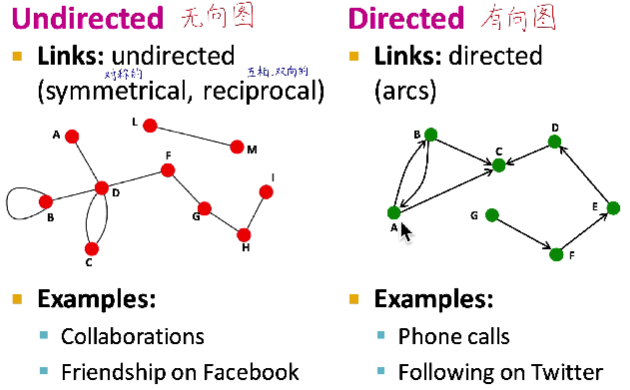 Undirected 无向图
Links: undirected
对称的 互相,双向的
(symmetrical, reciprocal)
L
A
M
F
I
D
B
G
C
H
Examples:
Collaborations
Friendship on Facebook
Directed 有向图
Links: directed
(arcs)
B
D
C
E
G
A
F
Examples:
Phone calls
Following on Twitter